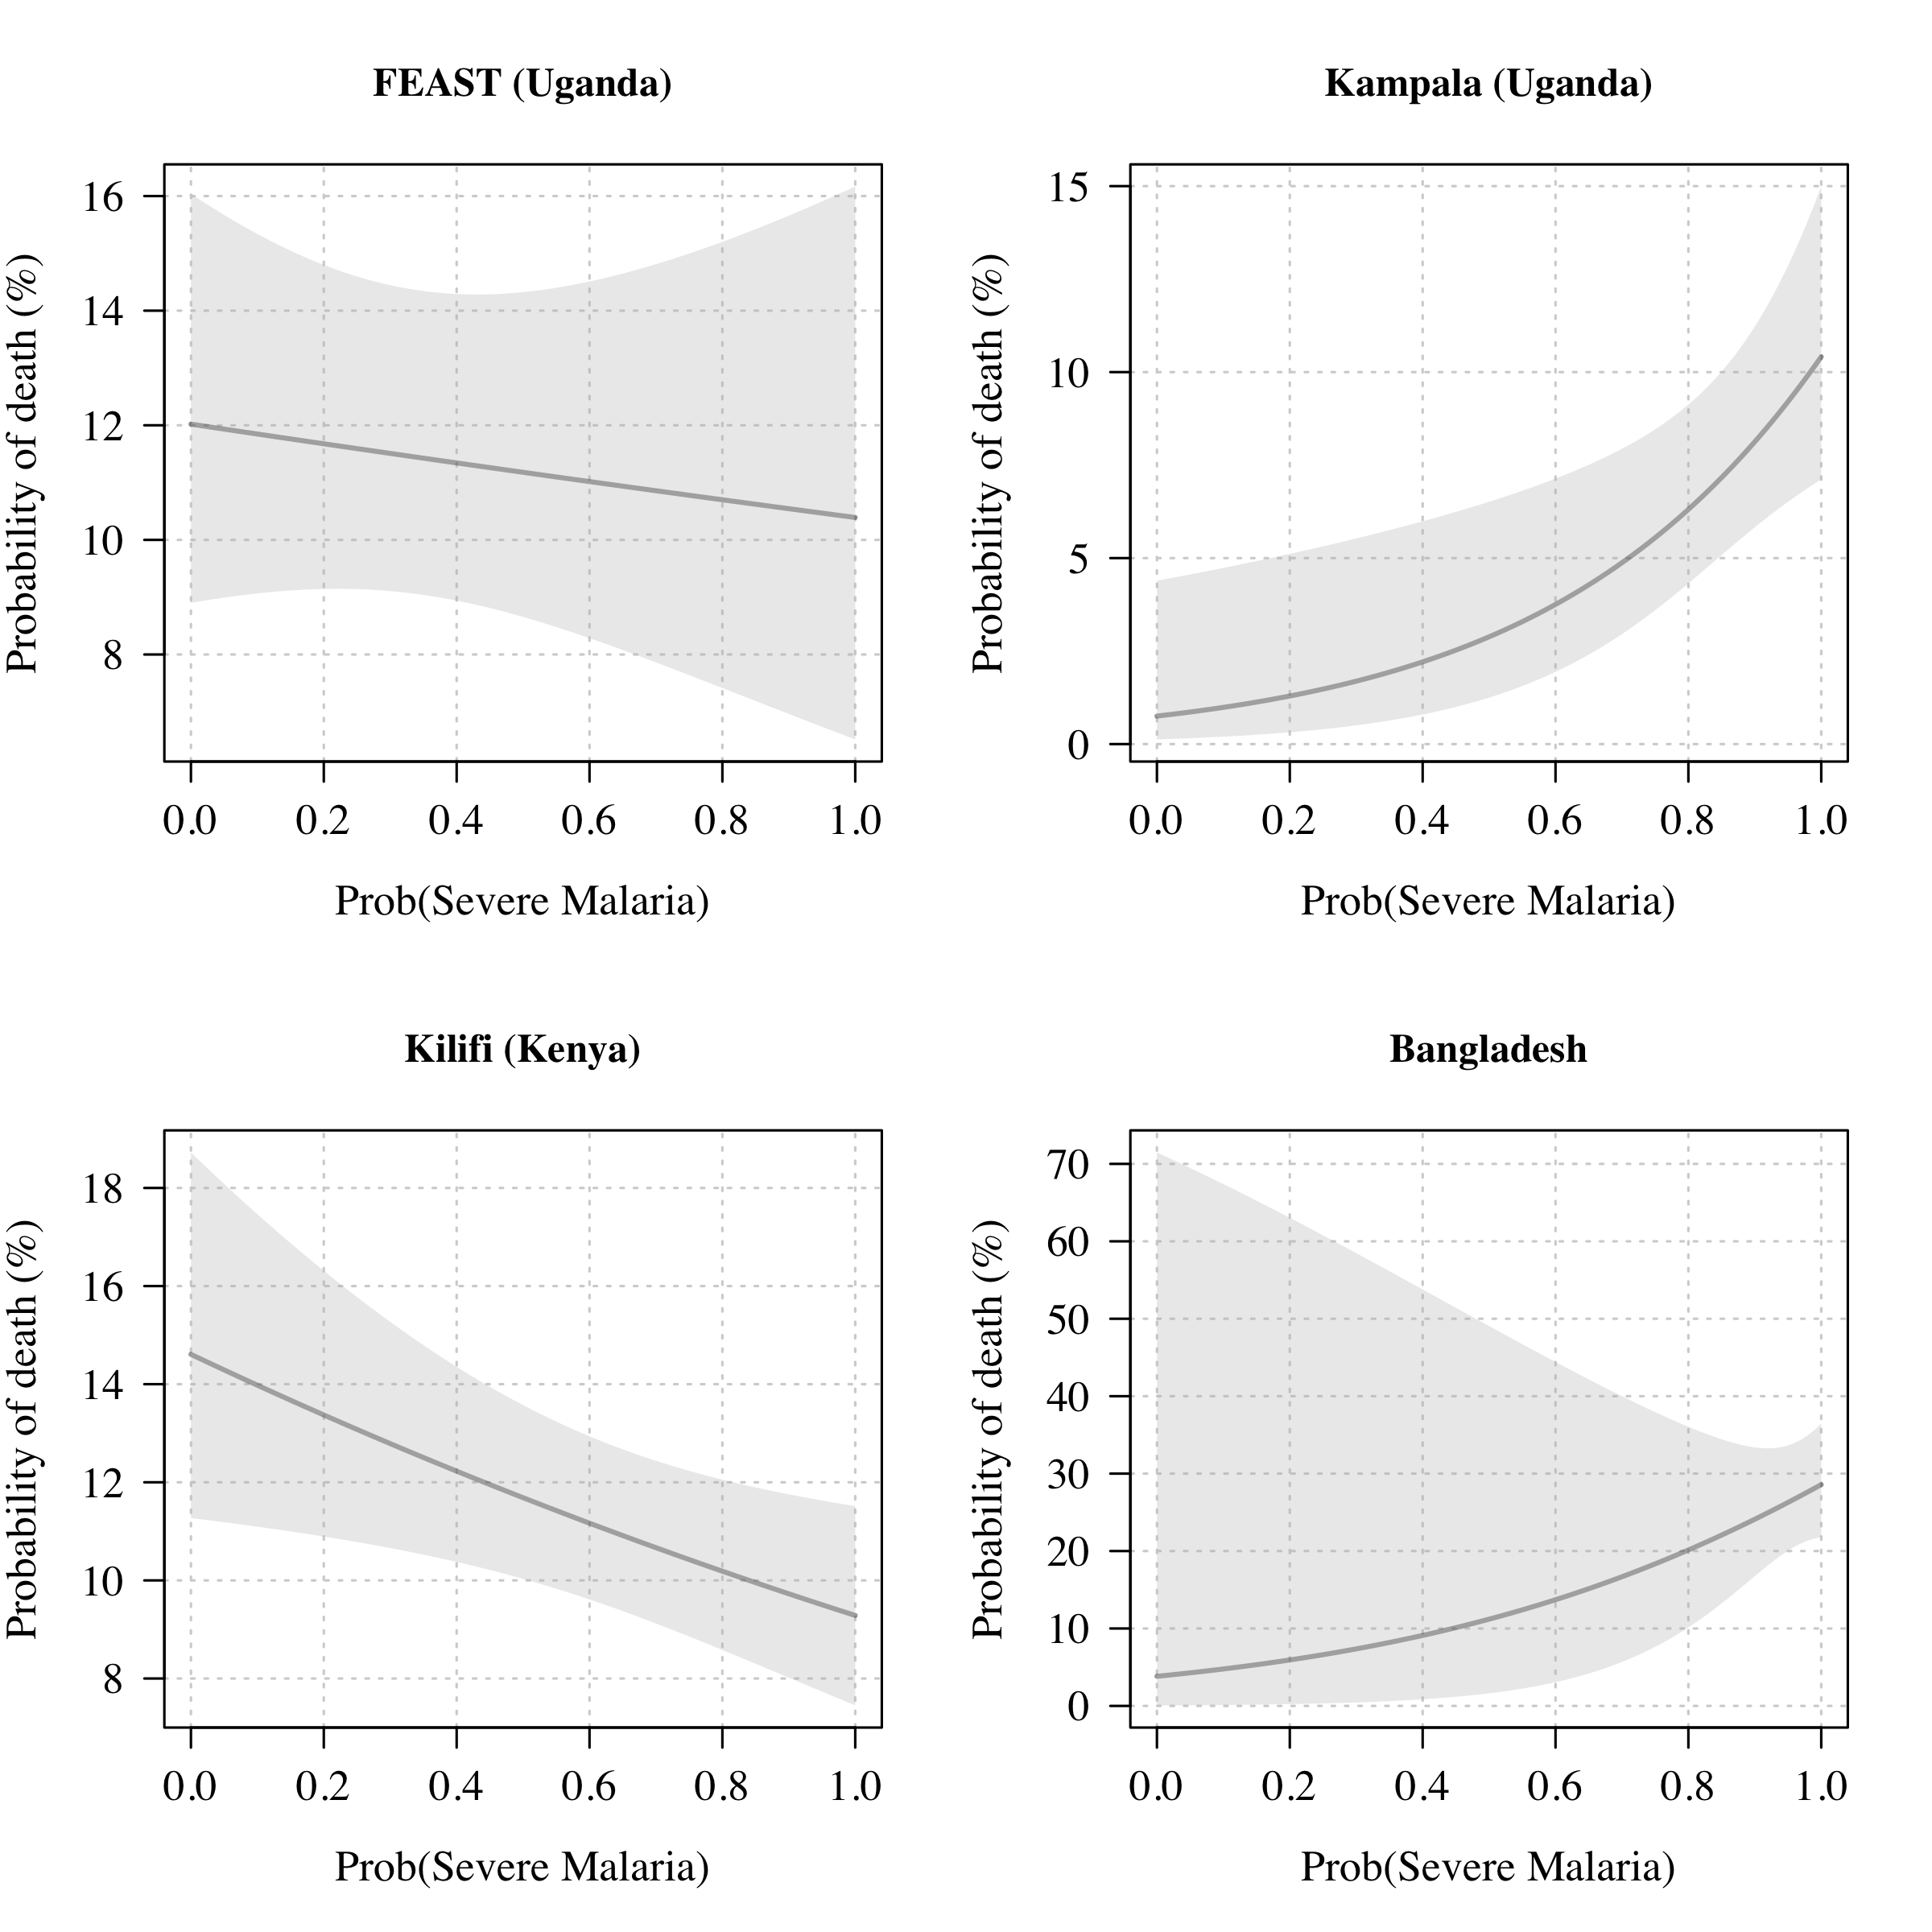 FEAST (Uganda)
Probability of death (%)
16
14
12
10
8
0.0 0.2 0.4 0.6 0.8 1.0
Prob(Severe Malaria)
Kampala (Uganda)
Probability of death (%)
15
10
5
0
0.0 0.2 0.4 0.6 0.8 1.0
Prob(Severe Malaria)
Kilifi (Kenya)
Probability of death (%)
18
16
14
12
10
8
0.0 0.2 0.4 0.6 0.8 1.0
Prob(Severe Malaria)
Bangladesh
Probability of death (%)
70
60
50
40
30
20
10
0
0.0 0.2 0.4 0.6 0.8 1.0
Prob(Severe Malaria)